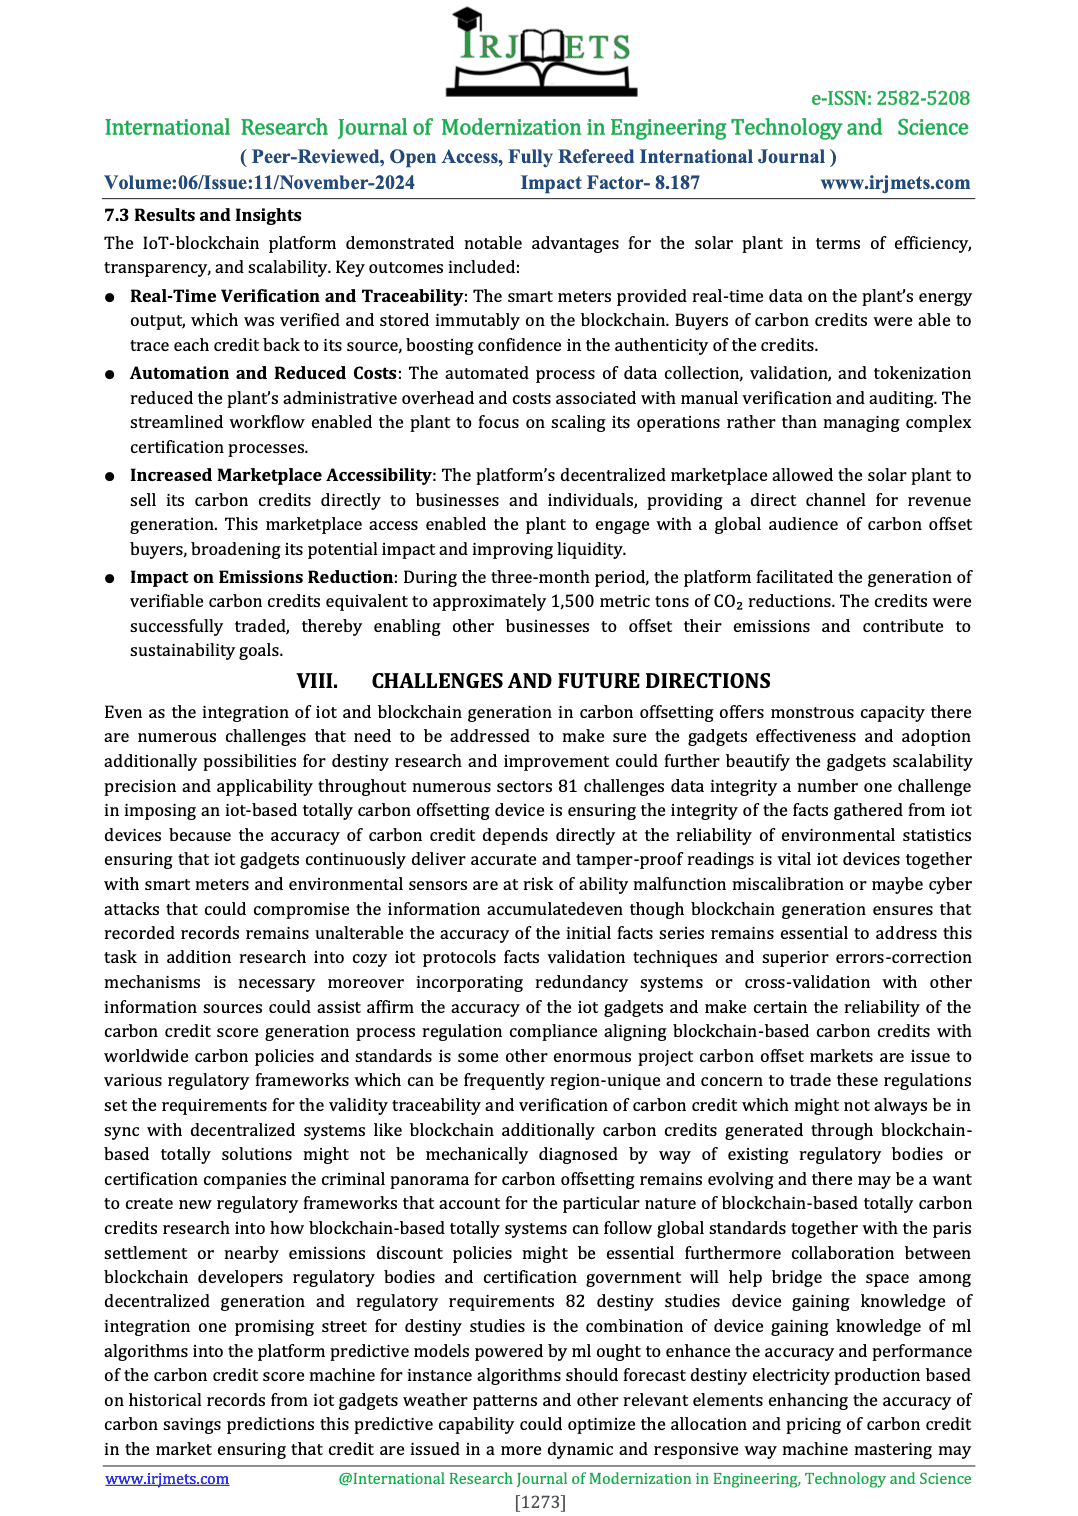 IRJMETS
e-ISSN: 2582-5208
International Research Journal of Modernization in Engineering Technology and Science
( Peer-Reviewed, Open Access, Fully Refereed International Journal )
Volume:06/Issue:11/November-2024 Impact Factor- 8.187 www.irjmets.com
7.3 Results and Insights
The IoT-blockchain platform demonstrated notable advantages for the solar plant in terms of efficiency,
transparency, and scalability. Key outcomes included:
● Real-Time Verification and Traceability: The smart meters provided real-time data on the plant’s energy
output, which was verified and stored immutably on the blockchain. Buyers of carbon credits were able to
trace each credit back to its source, boosting confidence in the authenticity of the credits.
● Automation and Reduced Costs: The automated process of data collection, validation, and tokenization
reduced the plant’s administrative overhead and costs associated with manual verification and auditing. The
streamlined workflow enabled the plant to focus on scaling its operations rather than managing complex
certification processes.
● Increased Marketplace Accessibility: The platform’s decentralized marketplace allowed the solar plant to
sell its carbon credits directly to businesses and individuals, providing a direct channel for revenue
generation. This marketplace access enabled the plant to engage with a global audience of carbon offset
buyers, broadening its potential impact and improving liquidity.
● Impact on Emissions Reduction: During the three-month period, the platform facilitated the generation of
verifiable carbon credits equivalent to approximately 1,500 metric tons of CO₂ reductions. The credits were
successfully traded, thereby enabling other businesses to offset their emissions and contribute to
sustainability goals.
VIII. CHALLENGES AND FUTURE DIRECTIONS
Even as the integration of iot and blockchain generation in carbon offsetting offers monstrous capacity there
are numerous challenges that need to be addressed to make sure the gadgets effectiveness and adoption
additionally possibilities for destiny research and improvement could further beautify the gadgets scalability
precision and applicability throughout numerous sectors 81 challenges data integrity a number one challenge
in imposing an iot-based totally carbon offsetting device is ensuring the integrity of the facts gathered from iot
devices because the accuracy of carbon credit depends directly at the reliability of environmental statistics
ensuring that iot gadgets continuously deliver accurate and tamper-proof readings is vital iot devices together
with smart meters and environmental sensors are at risk of ability malfunction miscalibration or maybe cyber
attacks that could compromise the information accumulatedeven though blockchain generation ensures that
recorded records remains unalterable the accuracy of the initial facts series remains essential to address this
task in addition research into cozy iot protocols facts validation techniques and superior errors-correction
mechanisms is necessary moreover incorporating redundancy systems or cross-validation with other
information sources could assist affirm the accuracy of the iot gadgets and make certain the reliability of the
carbon credit score generation process regulation compliance aligning blockchain-based carbon credits with
worldwide carbon policies and standards is some other enormous project carbon offset markets are issue to
various regulatory frameworks which can be frequently region-unique and concern to trade these regulations
set the requirements for the validity traceability and verification of carbon credit which might not always be in
sync with decentralized systems like blockchain additionally carbon credits generated through blockchain-
based totally solutions might not be mechanically diagnosed by way of existing regulatory bodies or
certification companies the criminal panorama for carbon offsetting remains evolving and there may be a want
to create new regulatory frameworks that account for the particular nature of blockchain-based totally carbon
credits research into how blockchain-based totally systems can follow global standards together with the paris
settlement or nearby emissions discount policies might be essential furthermore collaboration between
blockchain developers regulatory bodies and certification government will help bridge the space among
decentralized generation and regulatory requirements 82 destiny studies device gaining knowledge of
integration one promising street for destiny studies is the combination of device gaining knowledge of ml
algorithms into the platform predictive models powered by ml ought to enhance the accuracy and performance
of the carbon credit score machine for instance algorithms should forecast destiny electricity production based
on historical records from iot gadgets weather patterns and other relevant elements enhancing the accuracy of
carbon savings predictions this predictive capability could optimize the allocation and pricing of carbon credit
in the market ensuring that credit are issued in a more dynamic and responsive way machine mastering may
www.irjmets.com @International Research Journal of Modernization in Engineering, Technology and Science
[1273]